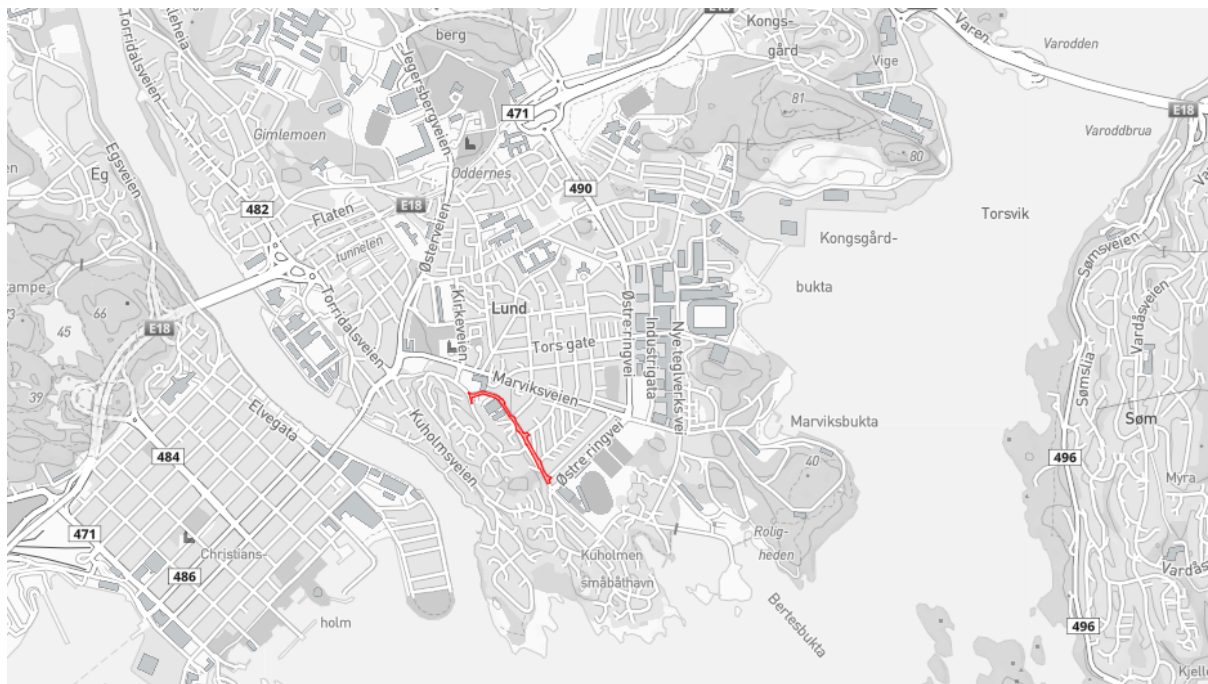 E18
Kongs-
gård
Varen
Varodden
berg
Vige
Torridalsveien
Jegersbergveien
471
81
E18
Gimlemoen
Varoddbrua
80
Egsveien
Eg
Oddernes
490
482
Flaten
E18
Torsvik
tunnelen
Østerveien
Kongsgård-
Sømsveien
bukta
Vardåsveien
66
45
E18
Torridalsveien
Kirkeveien
Lund
Østre ringvei
Industrigata
Nye teglverks vei
Tors gate
Sømslia
Marviksveien
39
Elvegata
Kuholmsveien
Marviksbukta
Søm
484
Østre ringvei
40
496
Myra
471
Christians-
Rolig-
heden
Kuholmen
småbåthavn
486
holm
Bertesbukta
Vardås
496
Kjelle